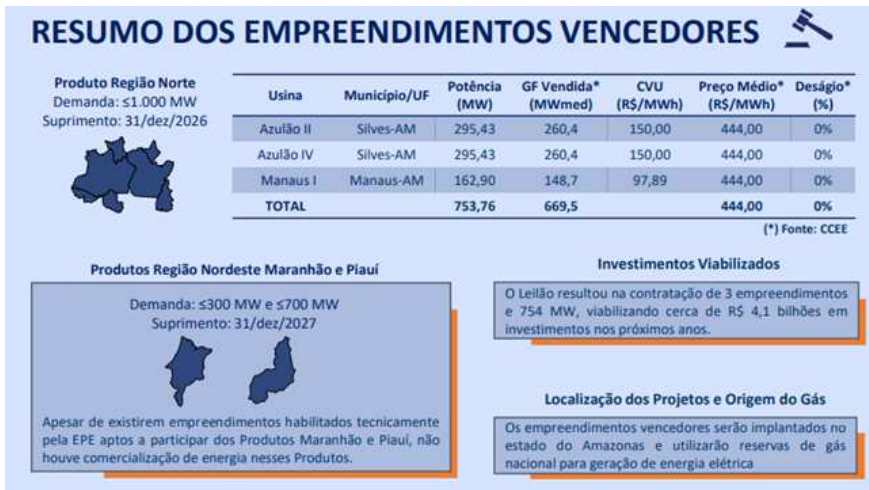 RESUMO DOS EMPREENDIMENTOS VENCEDORES
Produto Região Norte
Demanda: ≤1.000 MW
Suprimento: 31/dez/2026
Usina Município/UF Potência (MW) GF Vendida* (MWmed) CVU (R$/MWh) Preço Médio* (R$/MWh) Deságio* (%)
Azulão II Silves-AM 295,43 260,4 150,00 444,00 0%
Azulão IV Silves-AM 295,43 260,4 150,00 444,00 0%
Manaus I Manaus-AM 162,90 148,7 97,89 444,00 0%
TOTAL 753,76 669,5 444,00 0%
(*) Fonte: CCEE
Produtos Região Nordeste Maranhão e Piauí
Demanda: ≤300 MW e ≤700 MW
Suprimento: 31/dez/2027
Apesar de existirem empreendimentos habilitados tecnicamente
pela EPE aptos a participar dos Produtos Maranhão e Piauí, não
houve comercialização de energia nesses Produtos.
Investimentos Viabilizados
O Leilão resultou na contratação de 3 empreendimentos
e 754 MW, viabilizando cerca de R$ 4,1 bilhões em
investimentos nos próximos anos.
Localização dos Projetos e Origem do Gás
Os empreendimentos vencedores serão implantados no
estado do Amazonas e utilizarão reservas de gás
nacional para geração de energia elétrica